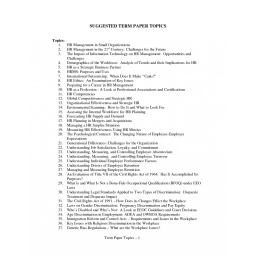 SUGGESTED TERM PAPER TOPICS
Topics:
1. HR Management in Small Organizations
2. HR Management in the 21st Century: Challenges for the Future
3. The Impact of Information Technology on HR Management: Opportunities and
Challenges
4. Demographics of the Workforce: Analysis of Trends and their Implications for HR
5. HR as a Strategic Business Partner
6. HRIS: Purposes and Uses
7. International Outsourcing: When Does It Make "Cents?"
8. HR Ethics: An Examination of Key Issues
9. Preparing for a Career in HR Management
10. HR as a Profession: A Look at Professional Associations and Certifications
11. HR Competencies
12. Global Competitiveness and Strategic HR
13. Organizational Effectiveness and Strategic HR
14. Environmental Scanning: How to Do It and What to Look For
15. Assessing the Internal Workforce for HR Planning
16. Forecasting HR Supply and Demand
17. HR Planning in Mergers and Acquisitions
18. Managing a HR Surplus Situation
19. Measuring HR Effectiveness Using HR Metrics
20. The Psychological Contract: The Changing Nature of Employee-Employer
21. Generational Differences: Challenges for the Organization
22. Understanding Job Satisfaction, Loyalty, and Commitment
23. Understanding, Measuring, and Controlling Employee Absenteeism
24. Understanding, Measuring, and Controlling Employee Turnover
25. Understanding Individual Employee Performance Factors
26. Understanding Drivers of Employee Retention
27. Managing and Measuring Employee Retention
28. An Evaluation of Title VII of the Civil Rights Act of 1964: Has It Accomplished Its
Purposes?
29. What Is and What Is Not a Bona Fide Occupational Qualification (BFOQ) under EEO
Laws
30. Understanding Legal Standards Applied to Two Types of Discrimination: Disparate
Treatment and Disparate Impact
31. The Civil Rights Act of 1991: How Does Its Changes Impact Organizations?
32. Laws on Gender Discrimination: Pregnancy Discrimination and Pay Equity
33. Who's Disabled and Who's Not: A Look at EEOC Guidelines and Court Decisions
34. Age Discrimination in Employment: ADEA and OWBPA Requirements
35. Immigration Reform and Control Acts: Requirements and Issues in the Workplace
36. Key Issues with Religious Discrimination in the Workplace
37. Genetic Bias Regulations: What are the Workplace Issues?
Term Paper Topics - 1